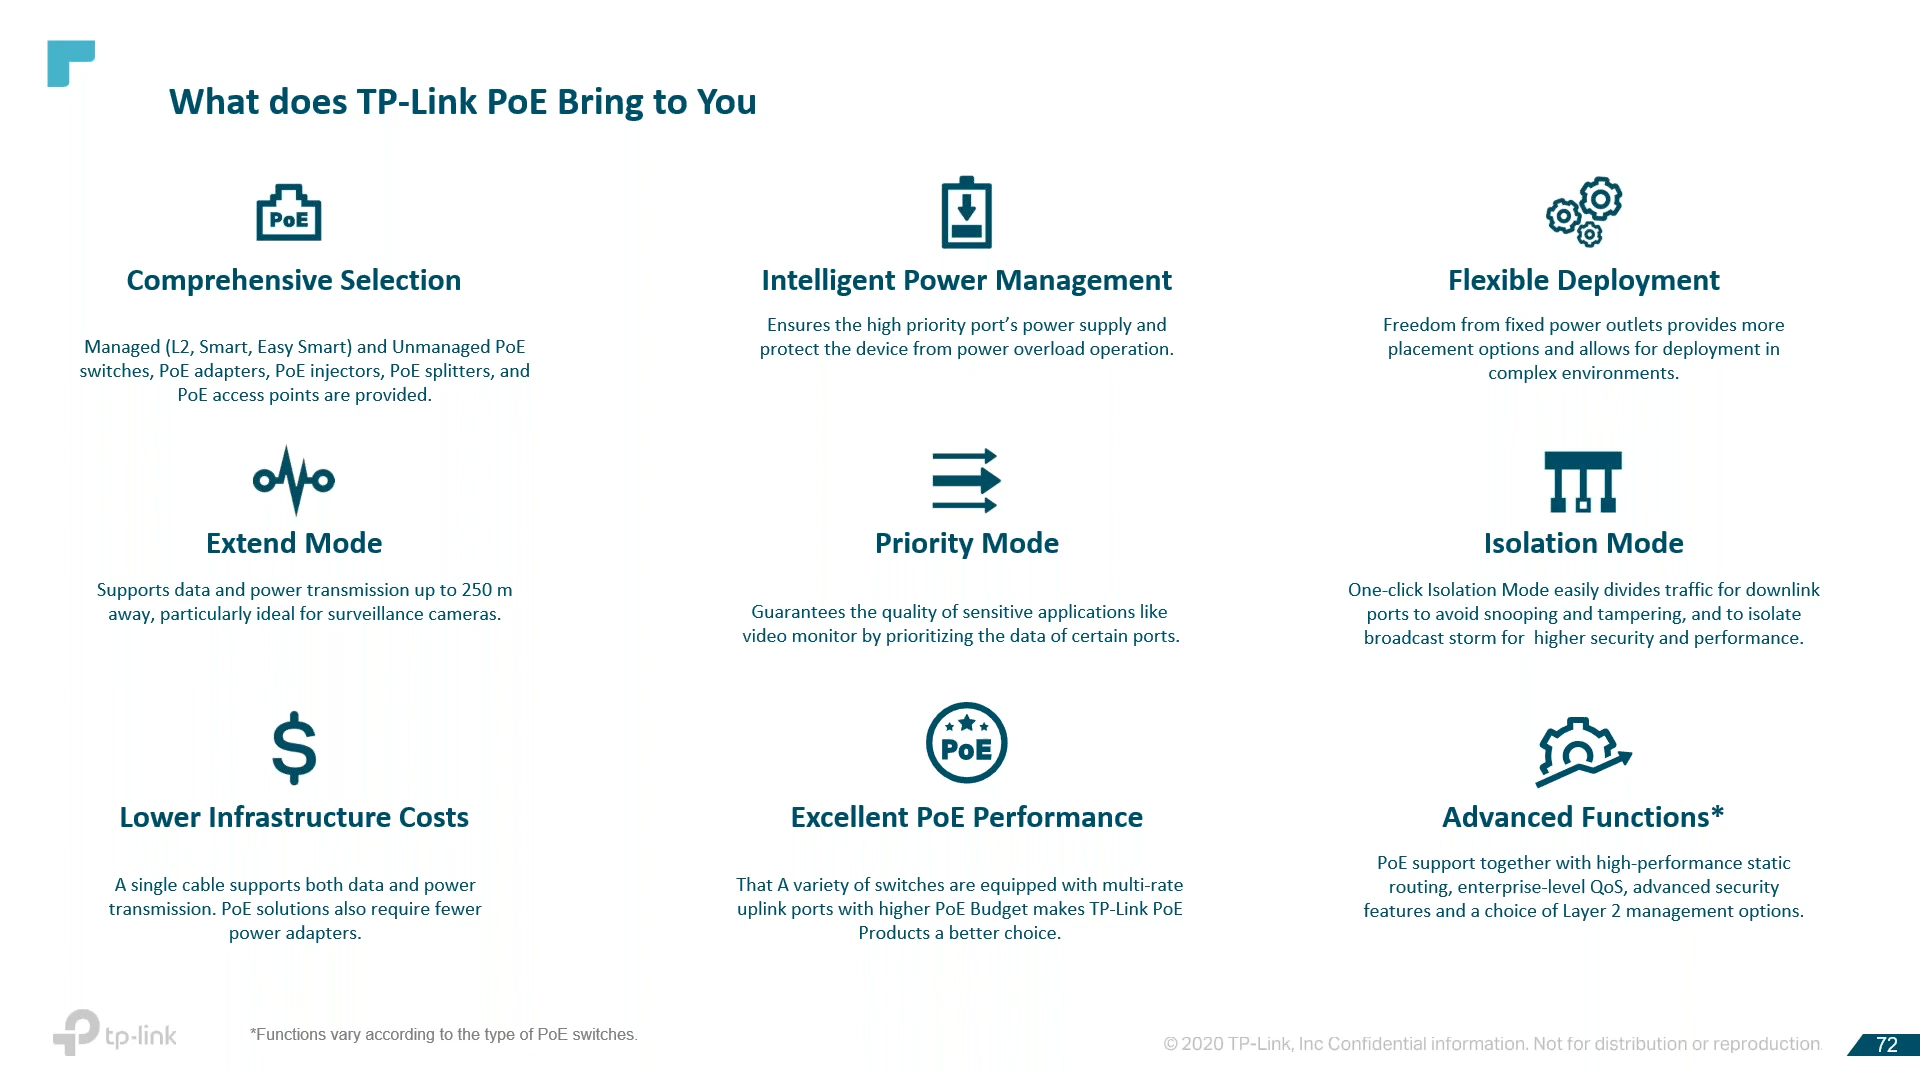 What does TP-Link PoE Bring to You
PoE
Comprehensive Selection
Managed (L2, Smart, Easy Smart) and Unmanaged PoE
switches, PoE adapters, PoE injectors, PoE splitters, and
PoE access points are provided.
Intelligent Power Management
Ensures the high priority port’s power supply and
protect the device from power overload operation.
Flexible Deployment
Freedom from fixed power outlets provides more
placement options and allows for deployment in
complex environments.
Extend Mode
Supports data and power transmission up to 250 m
away, particularly ideal for surveillance cameras.
Priority Mode
Guarantees the quality of sensitive applications like
video monitor by prioritizing the data of certain ports.
Isolation Mode
One-click Isolation Mode easily divides traffic for downlink
ports to avoid snooping and tampering, and to isolate
broadcast storm for  higher security and performance.
$
Lower Infrastructure Costs
A single cable supports both data and power
transmission. PoE solutions also require fewer
power adapters.
PoE
Excellent PoE Performance
That A variety of switches are equipped with multi-rate
uplink ports with higher PoE Budget makes TP-Link PoE
Products a better choice.
Advanced Functions*
PoE support together with high-performance static
routing, enterprise-level QoS, advanced security
features and a choice of Layer 2 management options.
tp-link
*Functions vary according to the type of PoE switches.
© 2020 TP-Link, Inc Confidential information. Not for distribution or reproduction.
72